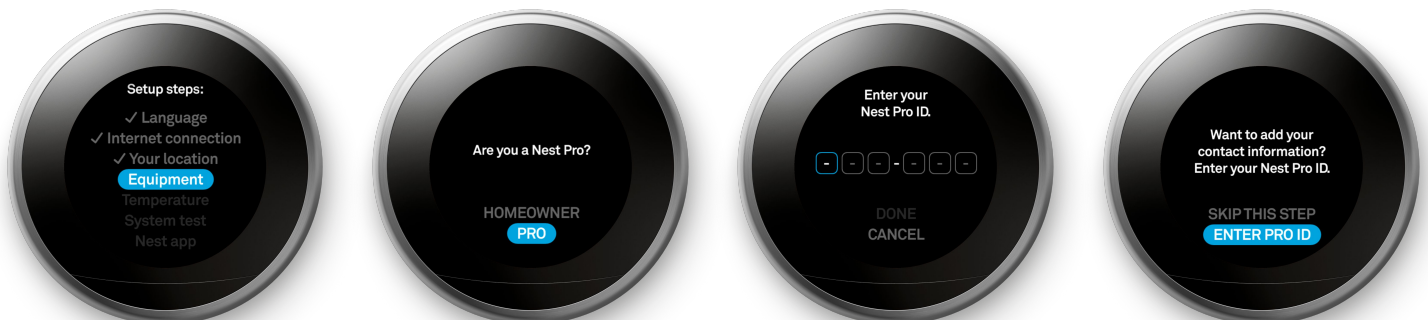 Setup steps:
✓ Language
✓ Internet connection
✓ Your location
Equipment
Temperature
System test
Nest app
Are you a Nest Pro?
HOMEOWNER
PRO
Enter your
Nest Pro ID.
- - - - - - -
DONE
CANCEL
Want to add your
contact information?
Enter your Nest Pro ID.
SKIP THIS STEP
ENTER PRO ID